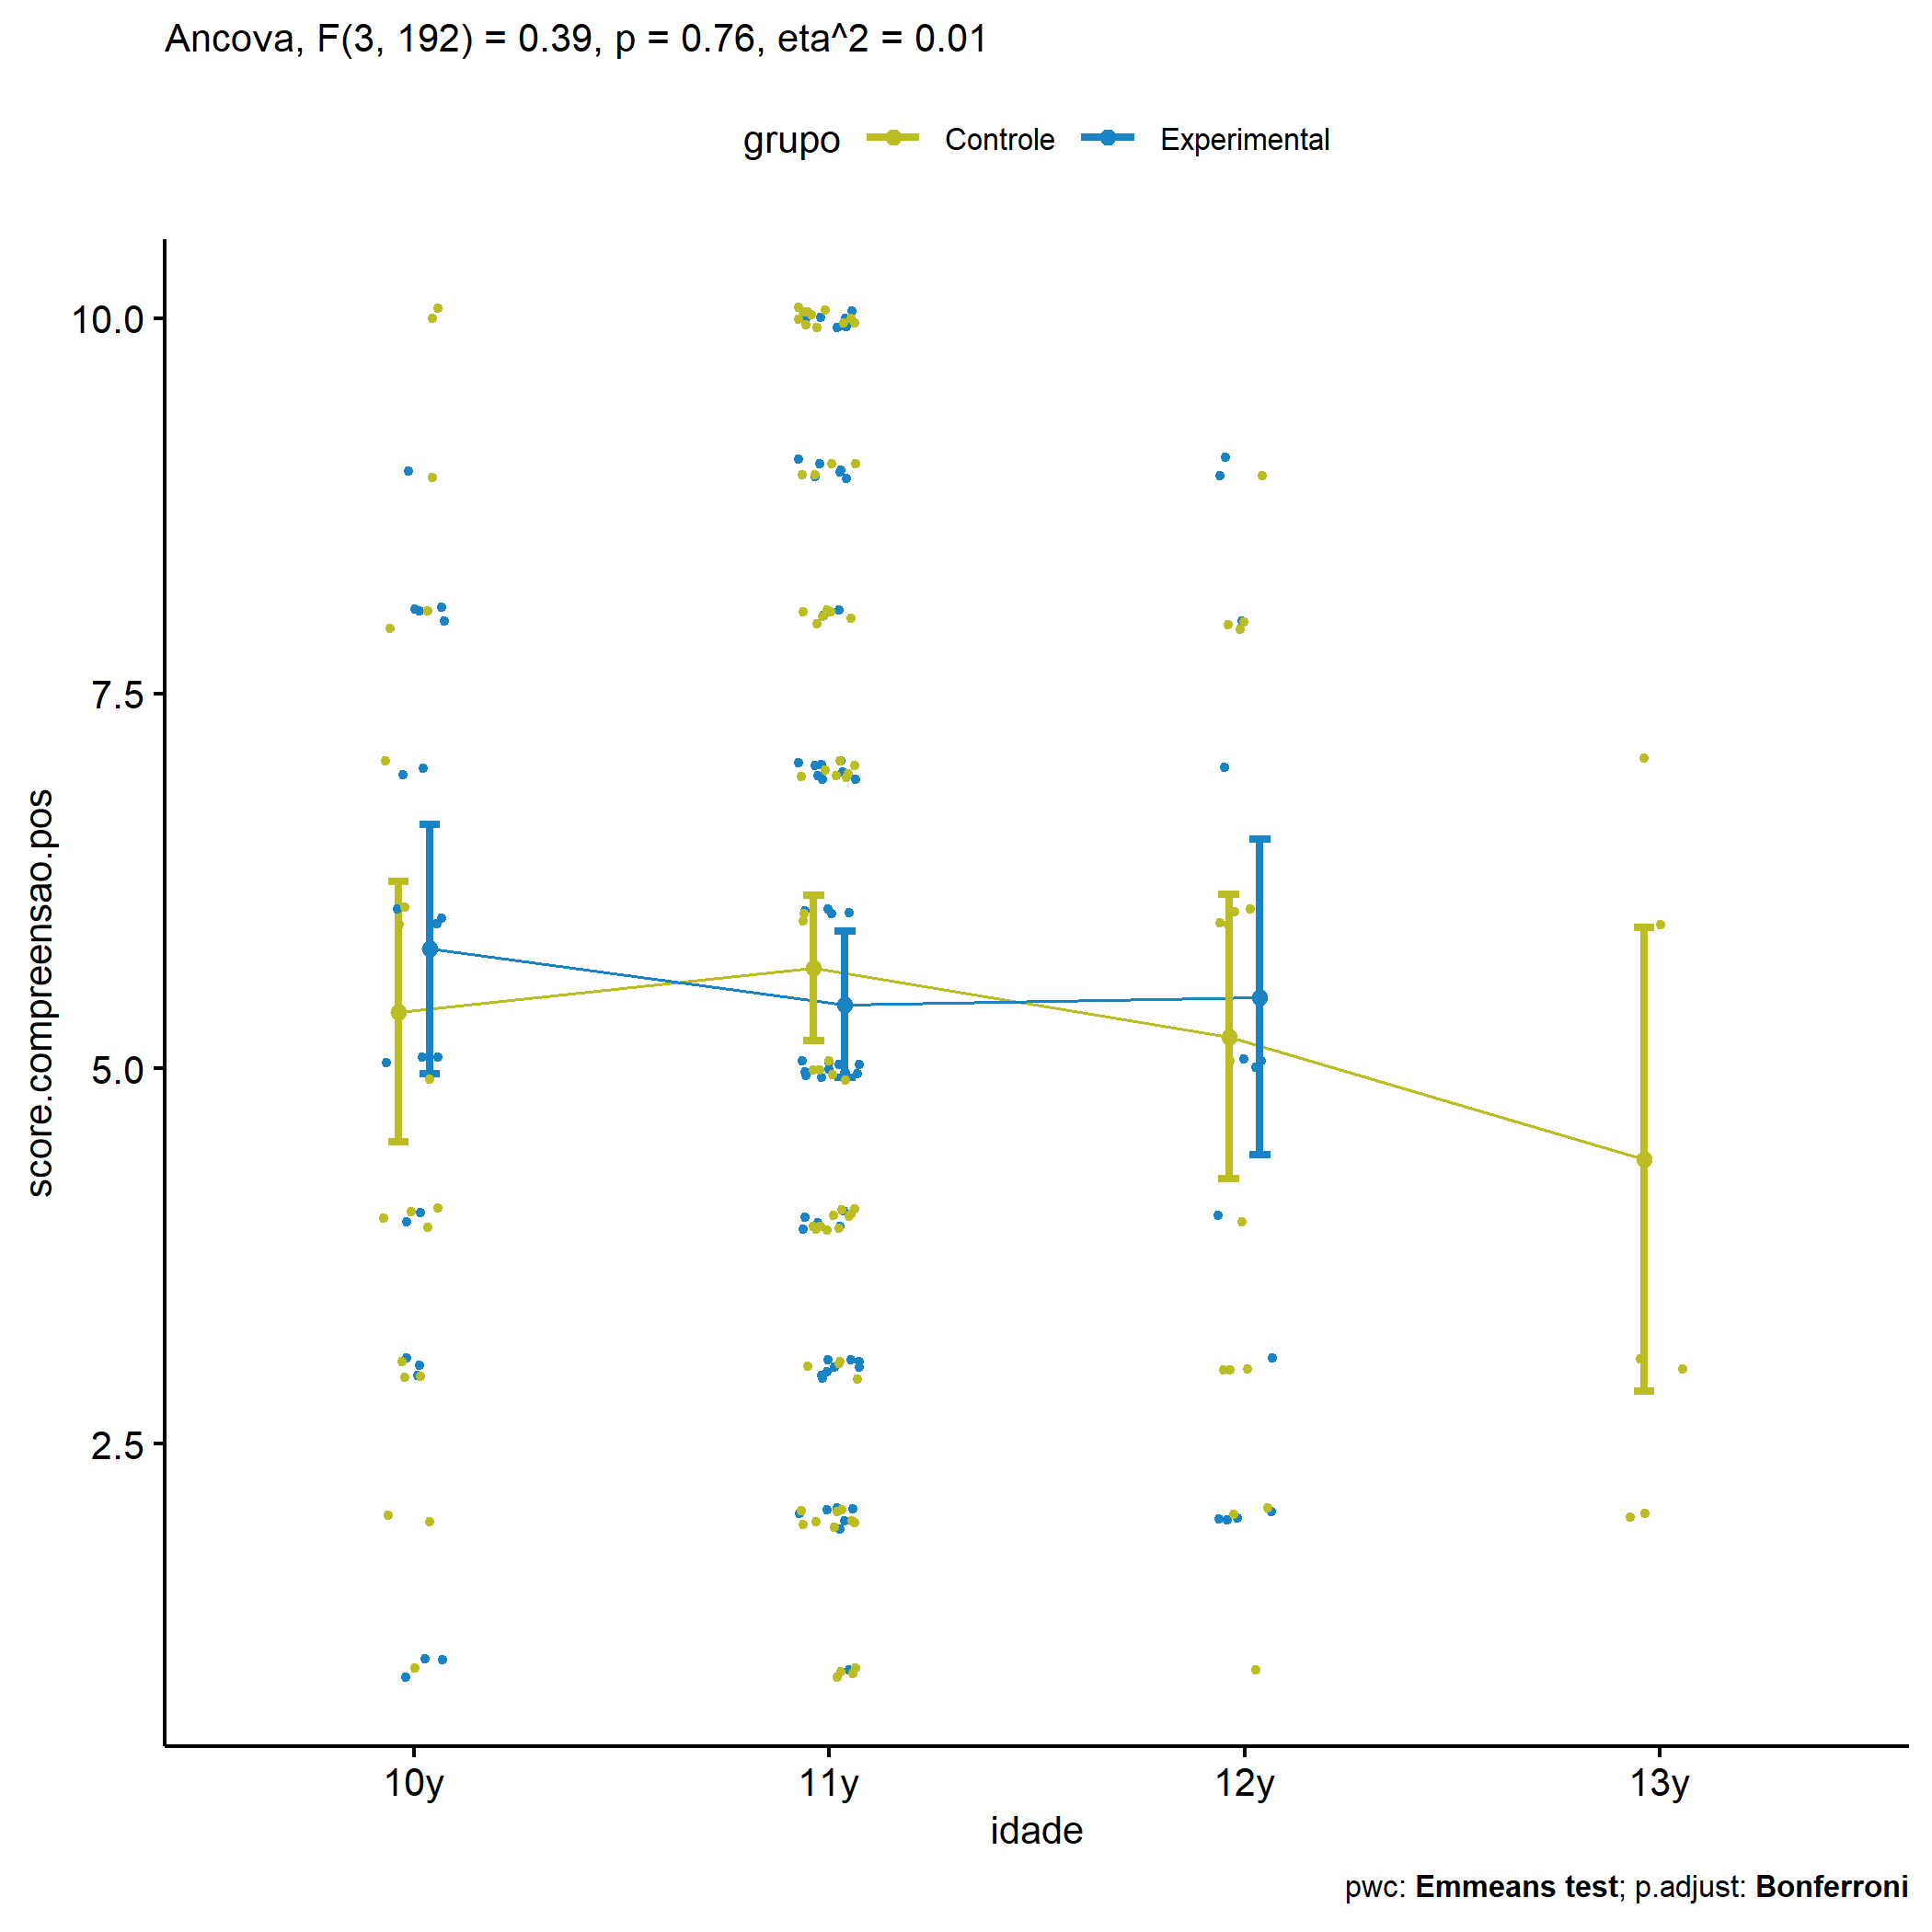 Ancova, F(3, 192) = 0.39, p = 0.76, eta^2 = 0.01
grupo Controle Experimental
10.0
7.5
5.0
2.5
score.compreensao.pos
10y 11y 12y 13y
idade
pwc: Emmeans test; p.adjust: Bonferroni